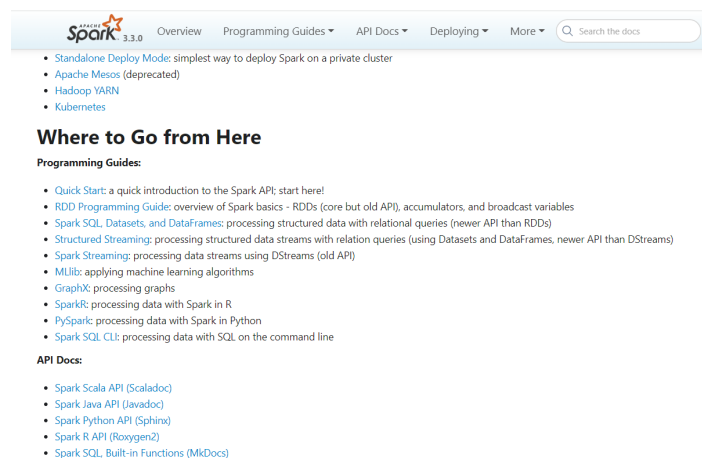 APACHE
Spark 3.3.0 Overview Programming Guides API Docs Deploying More Search the docs
Standalone Deploy Mode: simplest way to deploy Spark on a private cluster
Apache Mesos (deprecated)
Hadoop YARN
Kubernetes
Where to Go from Here
Programming Guides:
Quick Start: a quick introduction to the Spark API; start here!
RDD Programming Guide: overview of Spark basics - RDDs (core but old API), accumulators, and broadcast variables
Spark SQL, Datasets, and DataFrames: processing structured data with relational queries (newer API than RDDs)
Structured Streaming: processing structured data streams with relation queries (using Datasets and DataFrames, newer API than DStreams)
Spark Streaming: processing data streams using DStreams (old API)
MLlib: applying machine learning algorithms
GraphX: processing graphs
SparkR: processing data with Spark in R
PySpark: processing data with Spark in Python
Spark SQL CLI: processing data with SQL on the command line
API Docs:
Spark Scala API (Scaladoc)
Spark Java API (Javadoc)
Spark Python API (Sphinx)
Spark R API (Roxygen2)
Spark SQL, Built-in Functions (MkDocs)